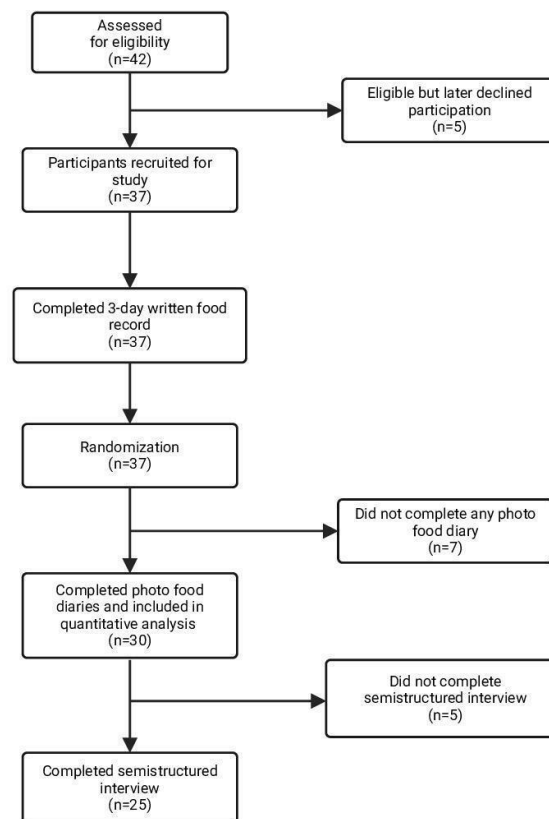 Assessed
for eligibility
(n=42)
Eligible but later declined
participation
(n=5)
Participants recruited for
study
(n=37)
Completed 3-day written food
record
(n=37)
Randomization
(n=37)
Did not complete any photo
food diary
(n=7)
Completed photo food
diaries and included in
quantitative analysis
(n=30)
Did not complete
semistructured interview
(n=5)
Completed semistructured
interview
(n=25)